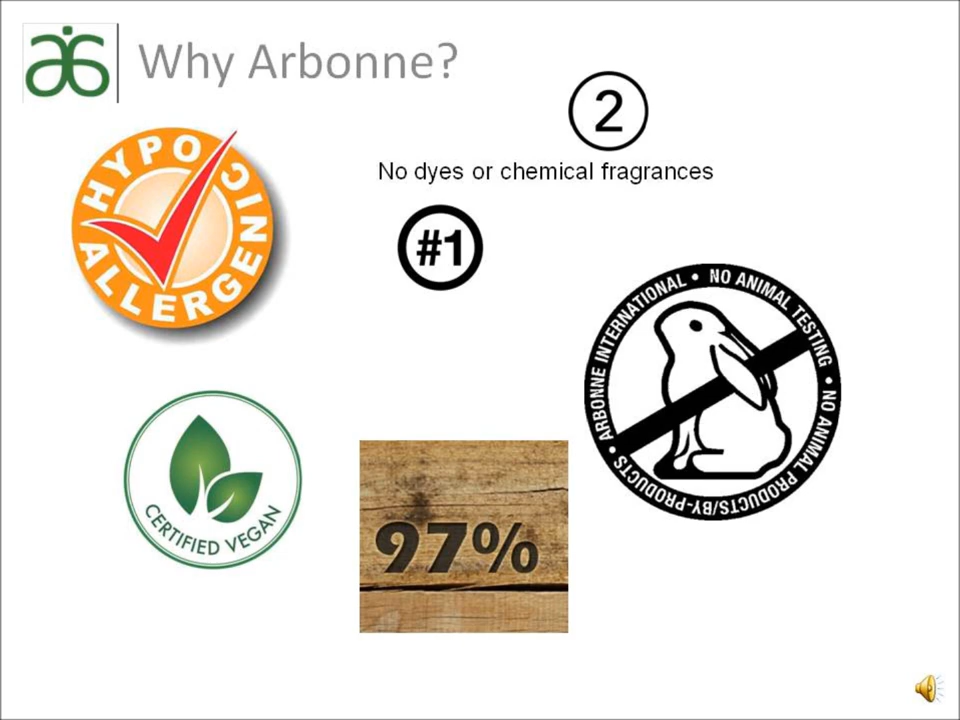 Why Arbonne?
2
No dyes or chemical fragrances
HYPO
ALLERGENIC
#1
ARBONNE INTERNATIONAL • NO ANIMAL TESTING • NO ANIMAL PRODUCTS/BY-PRODUCTS •
CERTIFIED VEGAN
97%